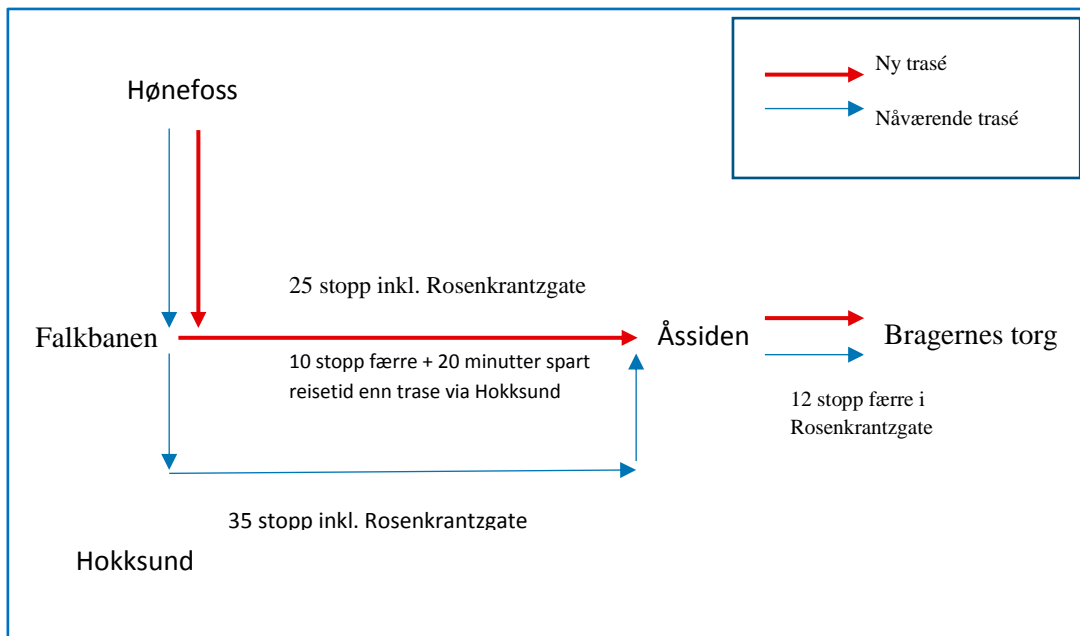 Ny trasé
Nåværende trasé
Hønefoss
25 stopp inkl. Rosenkrantzgate
Falkbanen
Åssiden
Bragernes torg
10 stopp færre + 20 minutter spart
reisetid enn trase via Hokksund
12 stopp færre i
Rosenkrantzgate
35 stopp inkl. Rosenkrantzgate
Hokksund